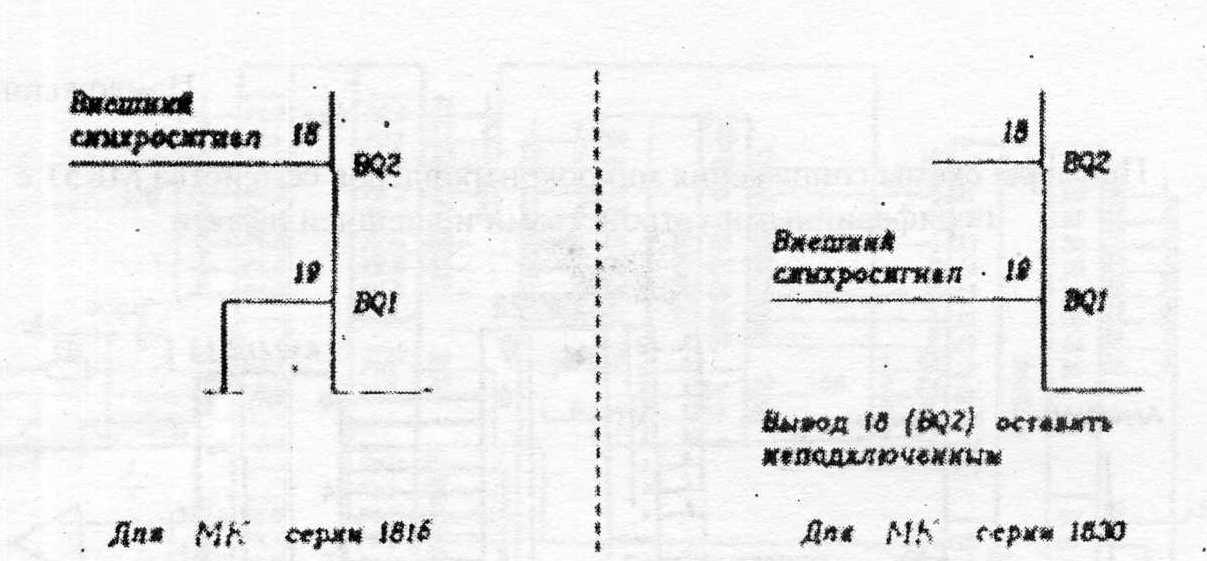 Внешний
синхросигнал 18
BQ2
19
BQ1
Для МК серии 1816
18
BQ2
Внешний
синхросигнал 19
BQ1
Вывод 18 (BQ2) оставить
неподключенным
Для МК серии 1830